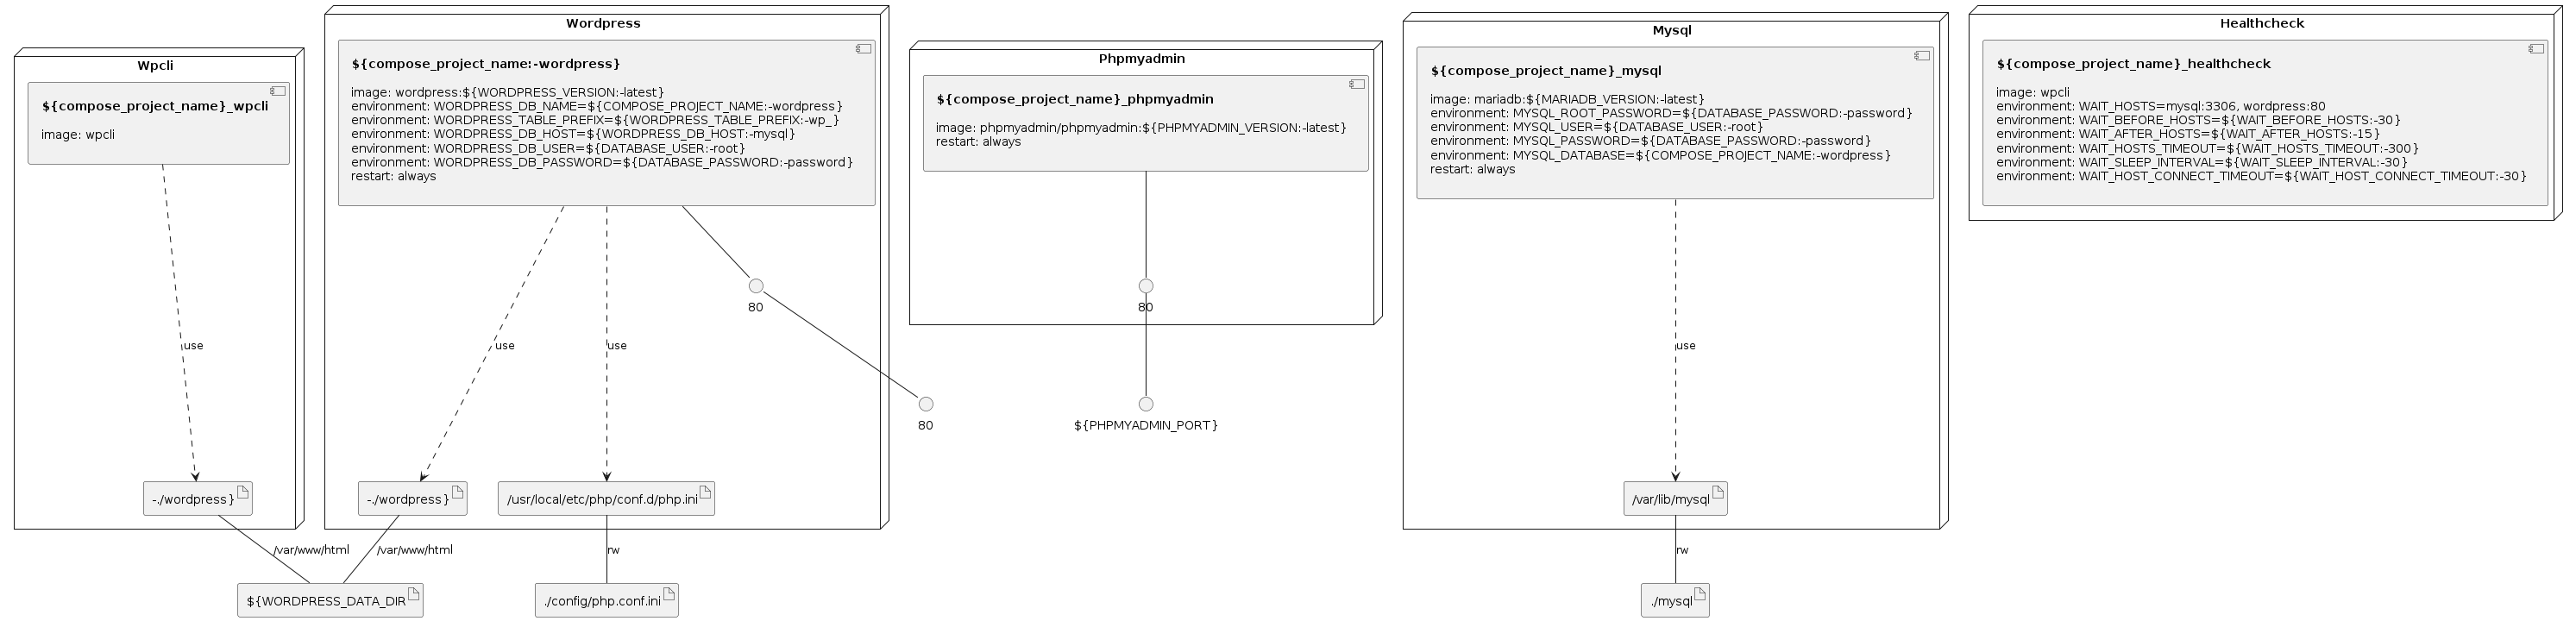 Wpcli
${compose_project_name}_wpcli
image: wpcli
use
-./wordpress}
/var/www/html
Wordpress
${compose_project_name:-wordpress}
image: wordpress:${WORDPRESS_VERSION:-latest}
environment: WORDPRESS_DB_NAME=${COMPOSE_PROJECT_NAME:-wordpress}
environment: WORDPRESS_TABLE_PREFIX=${WORDPRESS_TABLE_PREFIX:-wp_}
environment: WORDPRESS_DB_HOST=${WORDPRESS_DB_HOST:-mysql}
environment: WORDPRESS_DB_USER=${DATABASE_USER:-root}
environment: WORDPRESS_DB_PASSWORD=${DATABASE_PASSWORD:-password}
restart: always
80
use
use
80
-./wordpress}
/usr/local/etc/php/conf.d/php.ini
/var/www/html
rw
${WORDPRESS_DATA_DIR
./config/php.conf.ini
Phpmyadmin
${compose_project_name}_phpmyadmin
image: phpmyadmin/phpmyadmin:${PHPMYADMIN_VERSION:-latest}
restart: always
80
${PHPMYADMIN_PORT}
Mysql
${compose_project_name}_mysql
image: mariadb:${MARIADB_VERSION:-latest}
environment: MYSQL_ROOT_PASSWORD=${DATABASE_PASSWORD:-password}
environment: MYSQL_USER=${DATABASE_USER:-root}
environment: MYSQL_PASSWORD=${DATABASE_PASSWORD:-password}
environment: MYSQL_DATABASE=${COMPOSE_PROJECT_NAME:-wordpress}
restart: always
use
/var/lib/mysql
rw
./mysql
Healthcheck
${compose_project_name}_healthcheck
image: wpcli
environment: WAIT_HOSTS=mysql:3306, wordpress:80
environment: WAIT_BEFORE_HOSTS=${WAIT_BEFORE_HOSTS:-30}
environment: WAIT_AFTER_HOSTS=${WAIT_AFTER_HOSTS:-15}
environment: WAIT_HOSTS_TIMEOUT=${WAIT_HOSTS_TIMEOUT:-300}
environment: WAIT_SLEEP_INTERVAL=${WAIT_SLEEP_INTERVAL:-30}
environment: WAIT_HOST_CONNECT_TIMEOUT=${WAIT_HOST_CONNECT_TIMEOUT:-30}